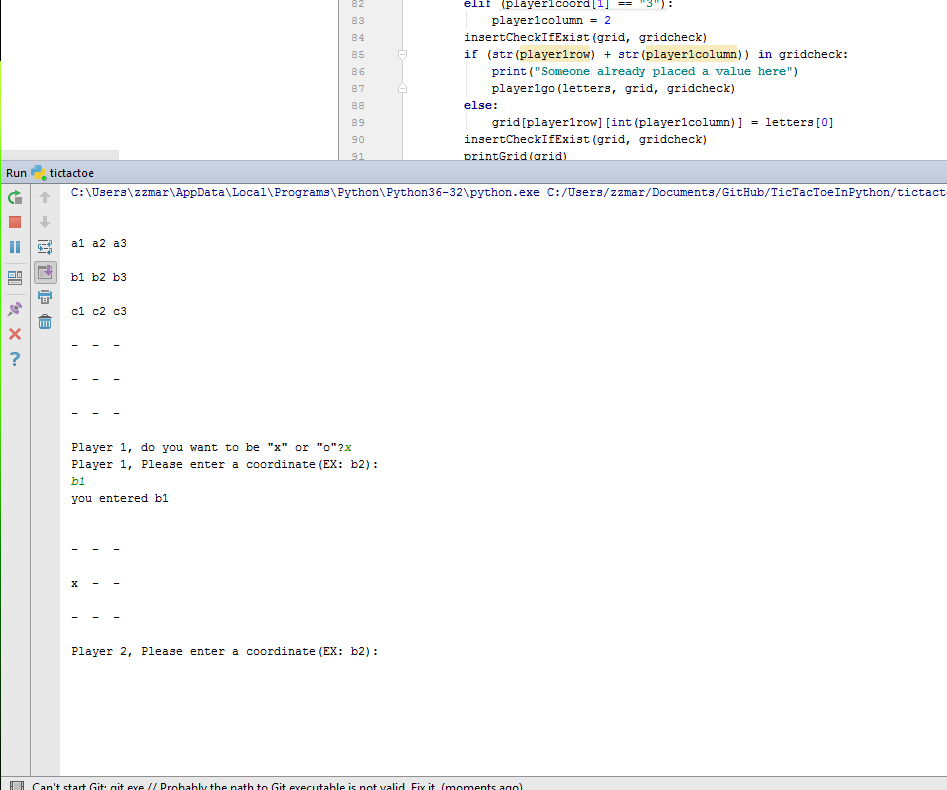 82 elif (player1coord[1] == "3"):
83 player1column = 2
84 insertCheckIfExist(grid, gridcheck)
85 if (str(player1row) + str(player1column)) in gridcheck:
86 print("Someone already placed a value here")
87 player1go(letters, grid, gridcheck)
88 else:
89 grid[player1row][int(player1column)] = letters[0]
90 insertCheckIfExist(grid, gridcheck)
91 printGrid(grid)
Run tictactoe
C:\Users\zzmar\AppData\Local\Programs\Python\Python36-32\python.exe C:/Users/zzmar/Documents/GitHub/TicTacToeInPython/tictact
a1 a2 a3
b1 b2 b3
c1 c2 c3
- - -
- - -
- - -
Player 1, do you want to be "x" or "o"?x
Player 1, Please enter a coordinate(EX: b2):
b1
you entered b1
- - -
x - -
- - -
Player 2, Please enter a coordinate(EX: b2):
Can't start Git: git.exe // Probably the path to Git executable is not valid. Fix it. (moments ago)